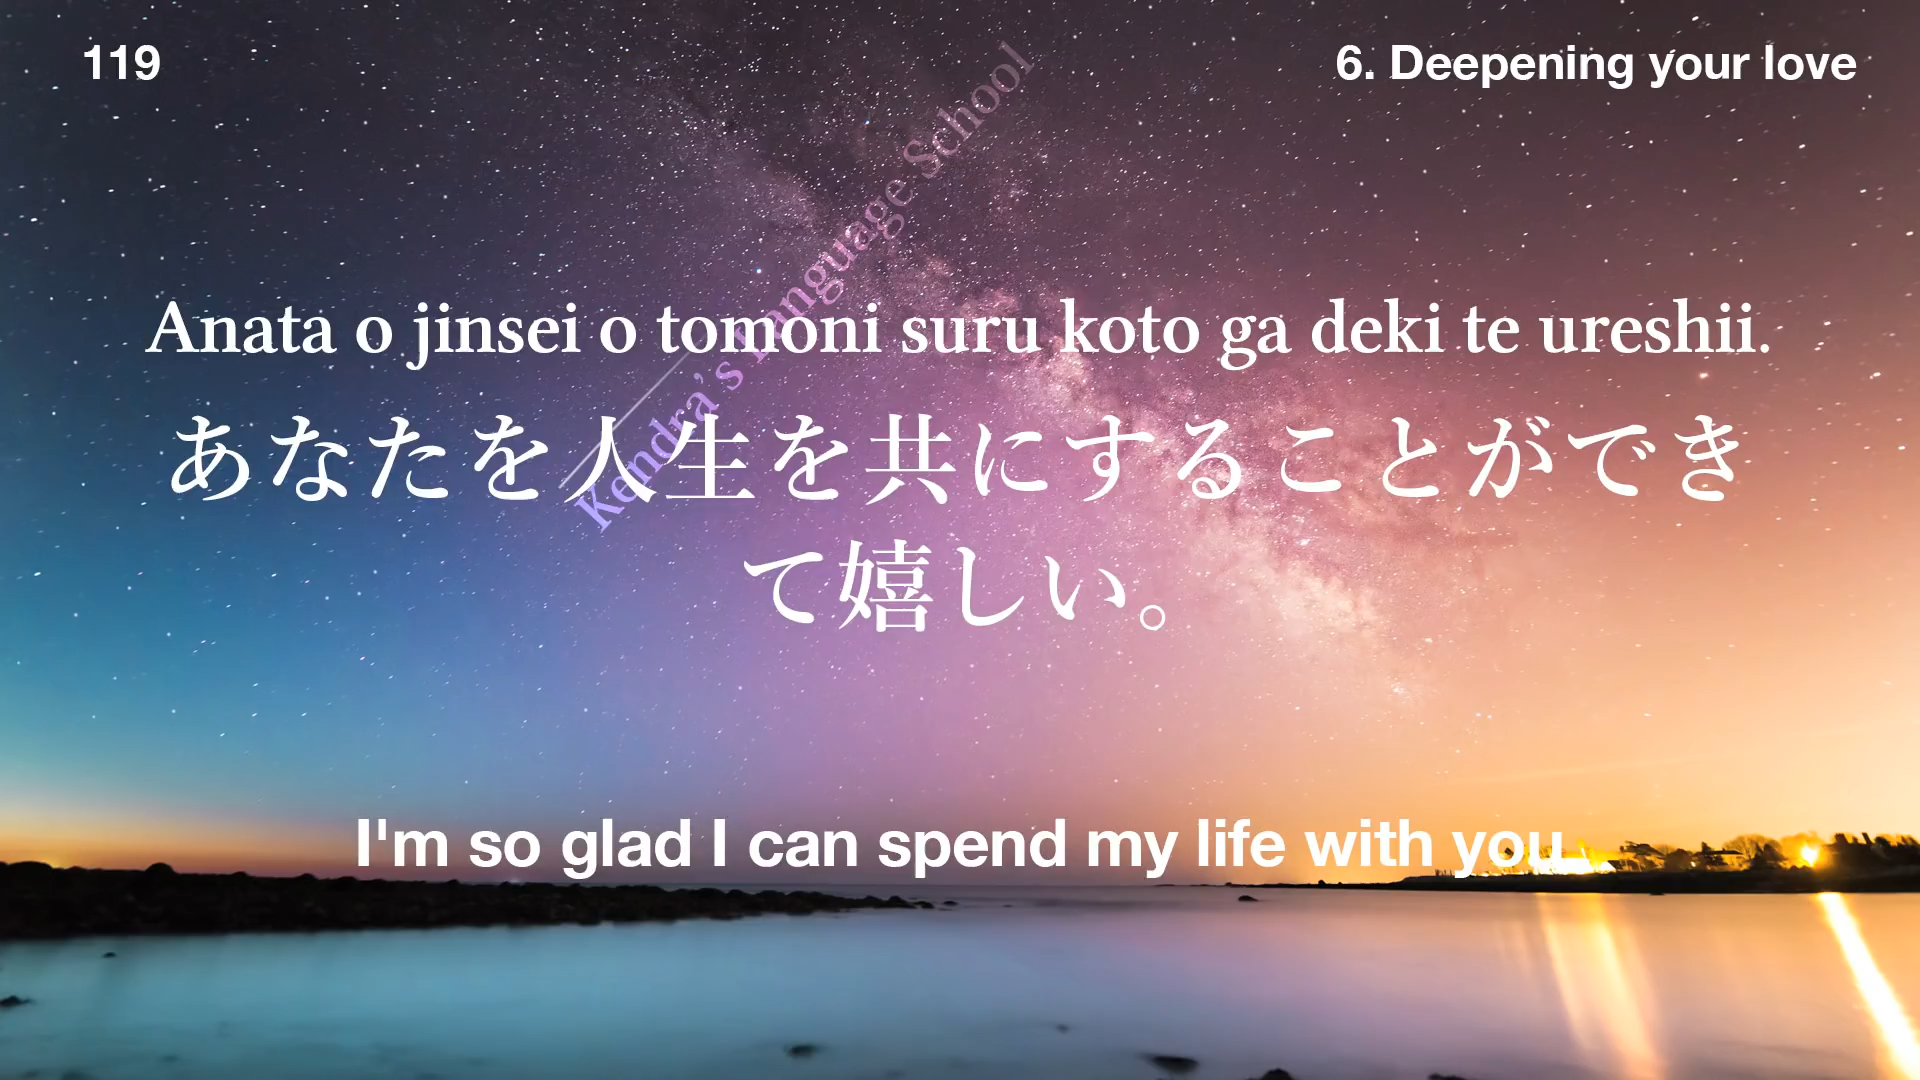 119
6. Deepening your love
Kendra's Language School
Anata o jinsei o tomoni suru koto ga deki te ureshii.
あなたを人生を共にすることができ
て嬉しい。
I'm so glad I can spend my life with you.